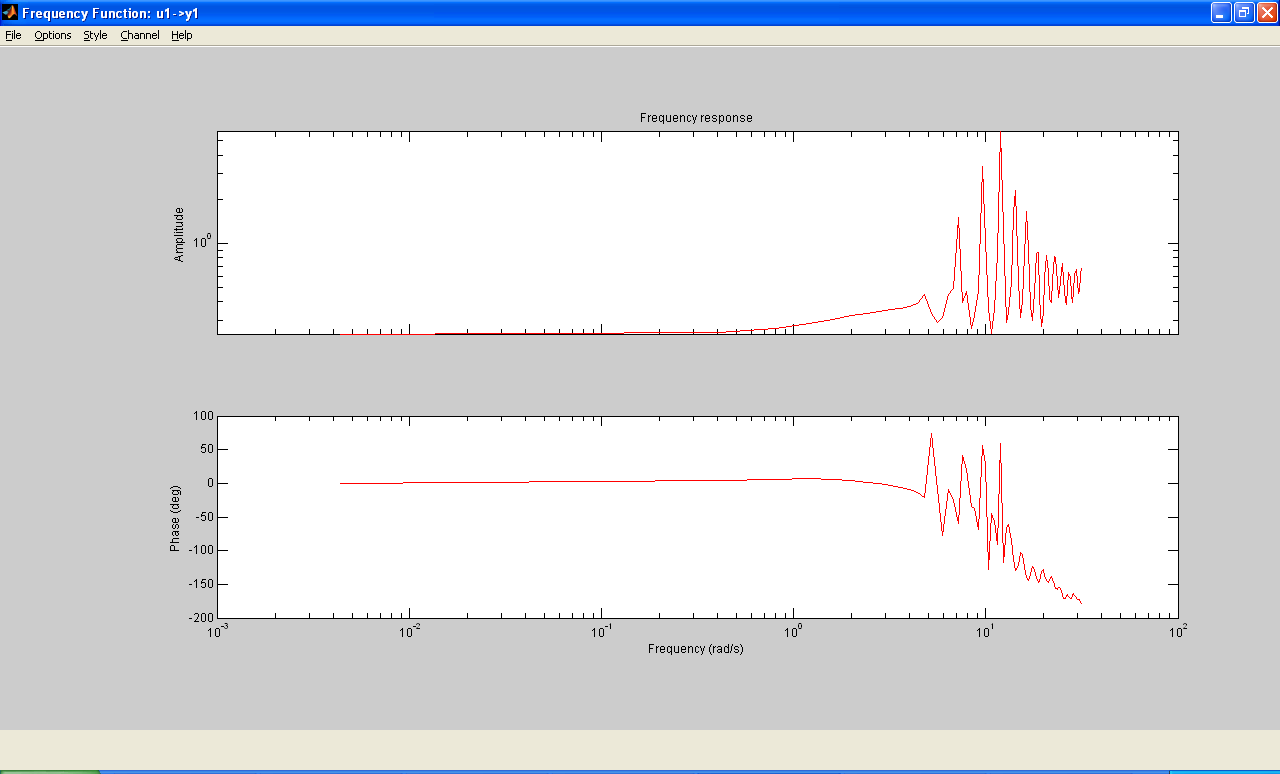 Frequency Function: u1->y1
File Options Style Channel Help
Frequency response
Amplitude
10^0
Phase (deg)
100
50
0
-50
-100
-150
-200
10^-3 10^-2 10^-1 10^0 10^1 10^2
Frequency (rad/s)